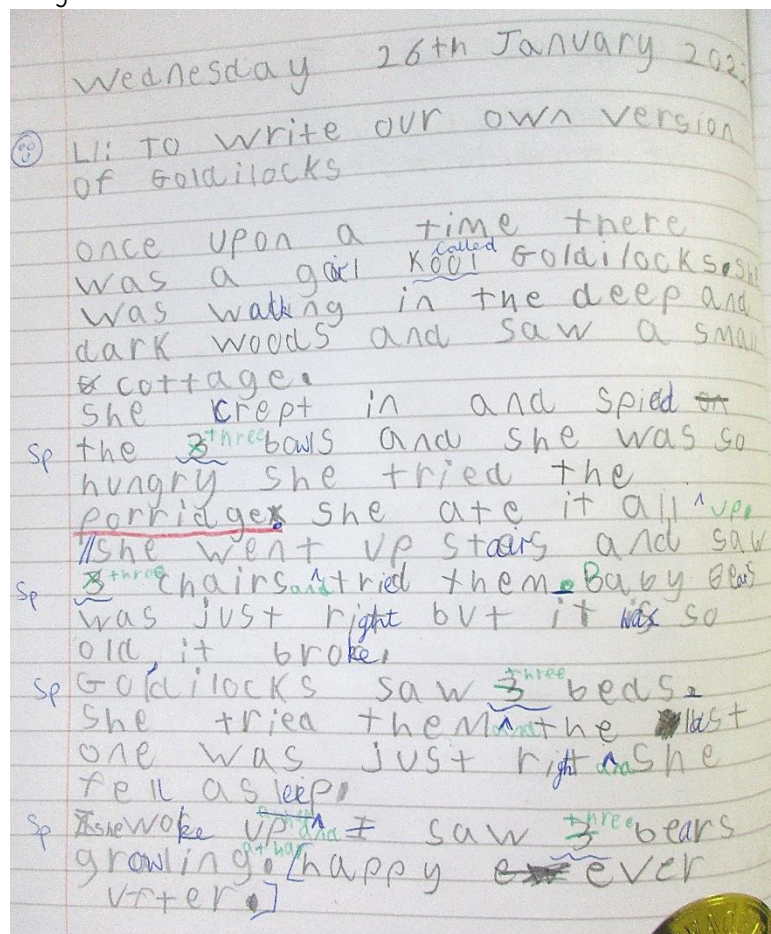 Wednesday 26th January 202
LI: To write our own version
of Goldilocks
once upon a time there
was a girl Kool called Goldilocks. She
was walking in the deep and
dark woods and saw a small
cottage.
She crept in and spied on
Sp the 3 three bowls and she was so
hungry she tried the
porridge. she ate it all ^ up.
//She went up stairs and saw
Sp 3 three chairs and tried them. Baby Bears
was just right but it was so
old, it broke,
Sp Goldilocks saw 3 three beds.
She tried them and the last
one was just right and she
fell asleep,
Sp she woke up and I saw 3 three bears
growling. at her [happy ever
urter.]